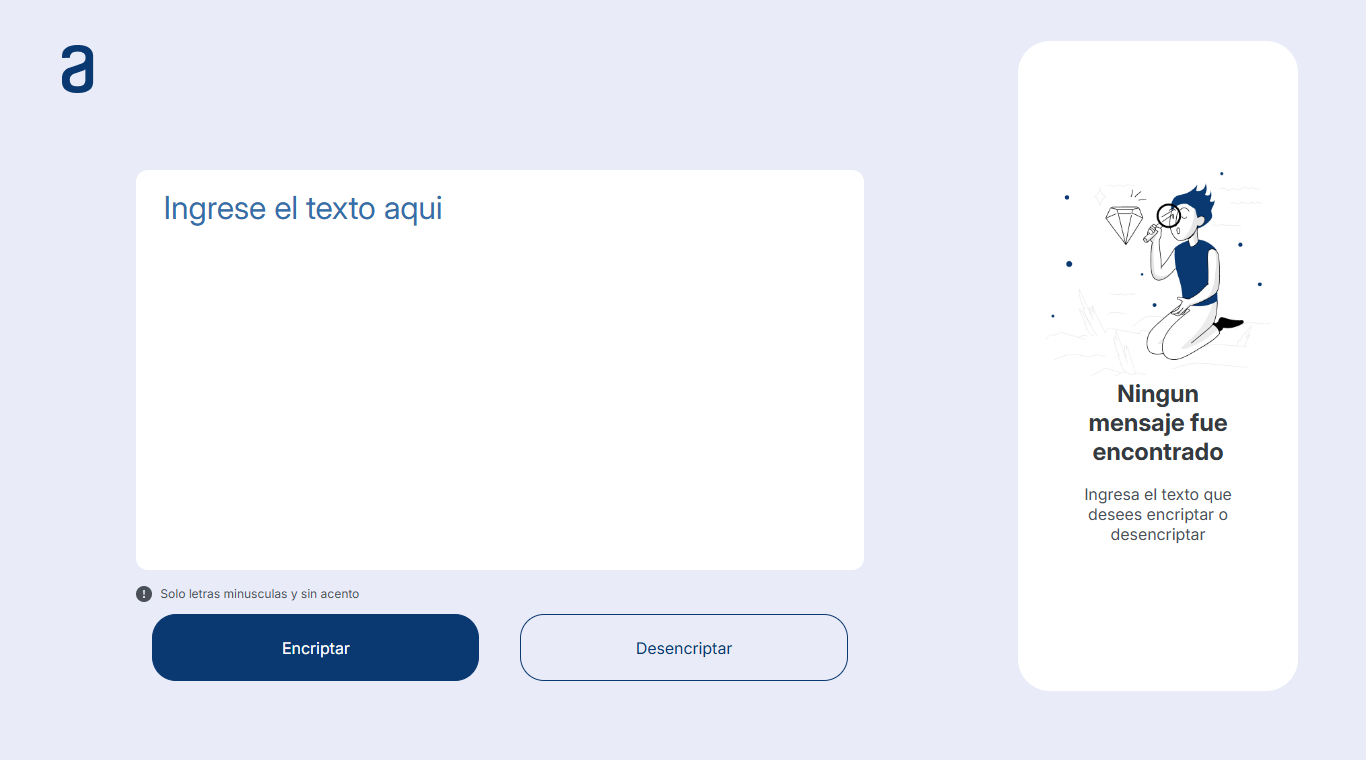 a
Ingrese el texto aqui
Solo letras minusculas y sin acento
Encriptar
Desencriptar
Ningun
mensaje fue
encontrado
Ingresa el texto que
desees encriptar o
desencriptar